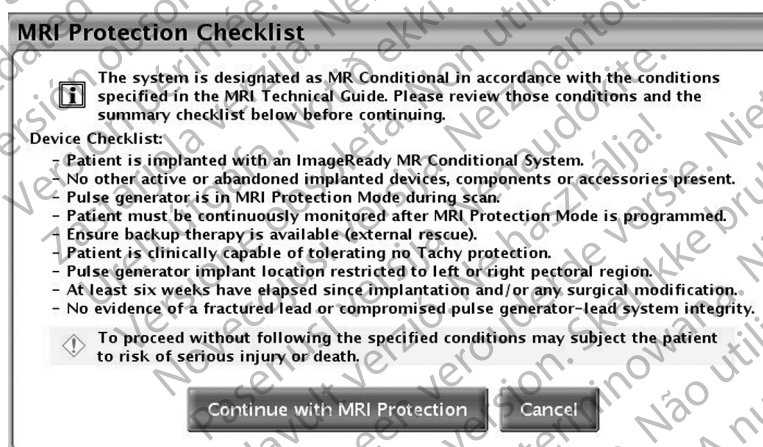 MRI Protection Checklist
The system is designated as MR Conditional in accordance with the conditions
specified in the MRI Technical Guide. Please review those conditions and the
summary checklist below before continuing.
Device Checklist:
- Patient is implanted with an ImageReady MR Conditional System.
- No other active or abandoned implanted devices, components or accessories present.
- Pulse generator is in MRI Protection Mode during scan.
- Patient must be continuously monitored after MRI Protection Mode is programmed.
- Ensure backup therapy is available (external rescue).
- Patient is clinically capable of tolerating no Tachy protection.
- Pulse generator implant location restricted to left or right pectoral region.
- At least six weeks have elapsed since implantation and/or any surgical modification.
- No evidence of a fractured lead or compromised pulse generator-lead system integrity.
To proceed without following the specified conditions may subject the patient
to risk of serious injury or death.
Continue with MRI Protection
Cancel